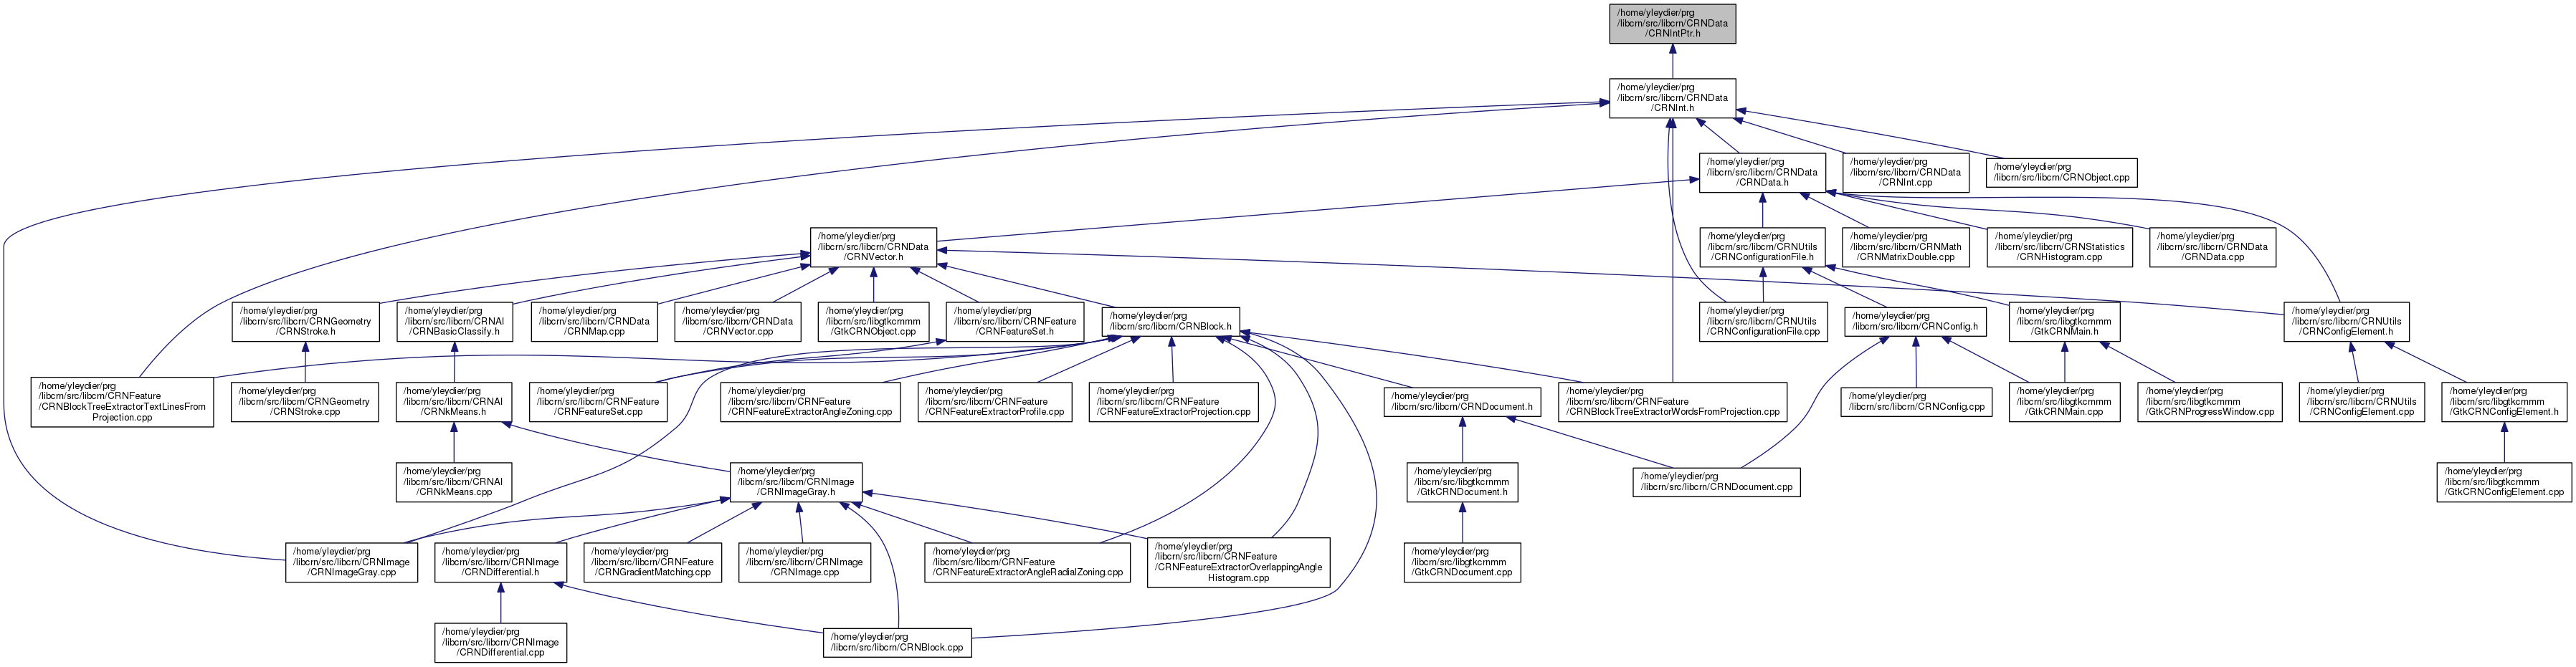 /home/yleydier/prg
/libcrn/src/libcrn/CRNData
/CRNIntPtr.h
/home/yleydier/prg
/libcrn/src/libcrn/CRNData
/CRNInt.h
/home/yleydier/prg
/libcrn/src/libcrn/CRNData
/CRNData.h
/home/yleydier/prg
/libcrn/src/libcrn/CRNData
/CRNInt.cpp
/home/yleydier/prg
/libcrn/src/libcrn/CRNObject.cpp
/home/yleydier/prg
/libcrn/src/libcrn/CRNData
/CRNVector.h
/home/yleydier/prg
/libcrn/src/libcrn/CRNUtils
/CRNConfigurationFile.h
/home/yleydier/prg
/libcrn/src/libcrn/CRNMath
/CRNMatrixDouble.cpp
/home/yleydier/prg
/libcrn/src/libcrn/CRNStatistics
/CRNHistogram.cpp
/home/yleydier/prg
/libcrn/src/libcrn/CRNData
/CRNData.cpp
/home/yleydier/prg
/libcrn/src/libcrn/CRNGeometry
/CRNStroke.h
/home/yleydier/prg
/libcrn/src/libcrn/CRNAI
/CRNBasicClassify.h
/home/yleydier/prg
/libcrn/src/libcrn/CRNData
/CRNMap.cpp
/home/yleydier/prg
/libcrn/src/libcrn/CRNData
/CRNVector.cpp
/home/yleydier/prg
/libcrn/src/libgtkcrnmm
/GtkCRNObject.cpp
/home/yleydier/prg
/libcrn/src/libcrn/CRNFeature
/CRNFeatureSet.h
/home/yleydier/prg
/libcrn/src/libcrn/CRNBlock.h
/home/yleydier/prg
/libcrn/src/libcrn/CRNUtils
/CRNConfigurationFile.cpp
/home/yleydier/prg
/libcrn/src/libcrn/CRNConfig.h
/home/yleydier/prg
/libcrn/src/libgtkcrnmm
/GtkCRNMain.h
/home/yleydier/prg
/libcrn/src/libcrn/CRNUtils
/CRNConfigElement.h
/home/yleydier/prg
/libcrn/src/libcrn/CRNFeature
/CRNBlockTreeExtractorTextLinesFrom
Projection.cpp
/home/yleydier/prg
/libcrn/src/libcrn/CRNGeometry
/CRNStroke.cpp
/home/yleydier/prg
/libcrn/src/libcrn/CRNAI
/CRNkMeans.h
/home/yleydier/prg
/libcrn/src/libcrn/CRNFeature
/CRNFeatureSet.cpp
/home/yleydier/prg
/libcrn/src/libcrn/CRNFeature
/CRNFeatureExtractorAngleZoning.cpp
/home/yleydier/prg
/libcrn/src/libcrn/CRNFeature
/CRNFeatureExtractorProfile.cpp
/home/yleydier/prg
/libcrn/src/libcrn/CRNFeature
/CRNFeatureExtractorProjection.cpp
/home/yleydier/prg
/libcrn/src/libcrn/CRNDocument.h
/home/yleydier/prg
/libcrn/src/libcrn/CRNFeature
/CRNBlockTreeExtractorWordsFromProjection.cpp
/home/yleydier/prg
/libcrn/src/libcrn/CRNConfig.cpp
/home/yleydier/prg
/libcrn/src/libgtkcrnmm
/GtkCRNMain.cpp
/home/yleydier/prg
/libcrn/src/libgtkcrnmm
/GtkCRNProgressWindow.cpp
/home/yleydier/prg
/libcrn/src/libcrn/CRNUtils
/CRNConfigElement.cpp
/home/yleydier/prg
/libcrn/src/libgtkcrnmm
/GtkCRNConfigElement.h
/home/yleydier/prg
/libcrn/src/libcrn/CRNAI
/CRNkMeans.cpp
/home/yleydier/prg
/libcrn/src/libcrn/CRNImage
/CRNImageGray.h
/home/yleydier/prg
/libcrn/src/libgtkcrnmm
/GtkCRNDocument.h
/home/yleydier/prg
/libcrn/src/libcrn/CRNDocument.cpp
/home/yleydier/prg
/libcrn/src/libgtkcrnmm
/GtkCRNConfigElement.cpp
/home/yleydier/prg
/libcrn/src/libcrn/CRNImage
/CRNImageGray.cpp
/home/yleydier/prg
/libcrn/src/libcrn/CRNImage
/CRNDifferential.h
/home/yleydier/prg
/libcrn/src/libcrn/CRNFeature
/CRNGradientMatching.cpp
/home/yleydier/prg
/libcrn/src/libcrn/CRNImage
/CRNImage.cpp
/home/yleydier/prg
/libcrn/src/libcrn/CRNFeature
/CRNFeatureExtractorAngleRadialZoning.cpp
/home/yleydier/prg
/libcrn/src/libcrn/CRNFeature
/CRNFeatureExtractorOverlappingAngle
Histogram.cpp
/home/yleydier/prg
/libcrn/src/libgtkcrnmm
/GtkCRNDocument.cpp
/home/yleydier/prg
/libcrn/src/libcrn/CRNImage
/CRNDifferential.cpp
/home/yleydier/prg
/libcrn/src/libcrn/CRNBlock.cpp